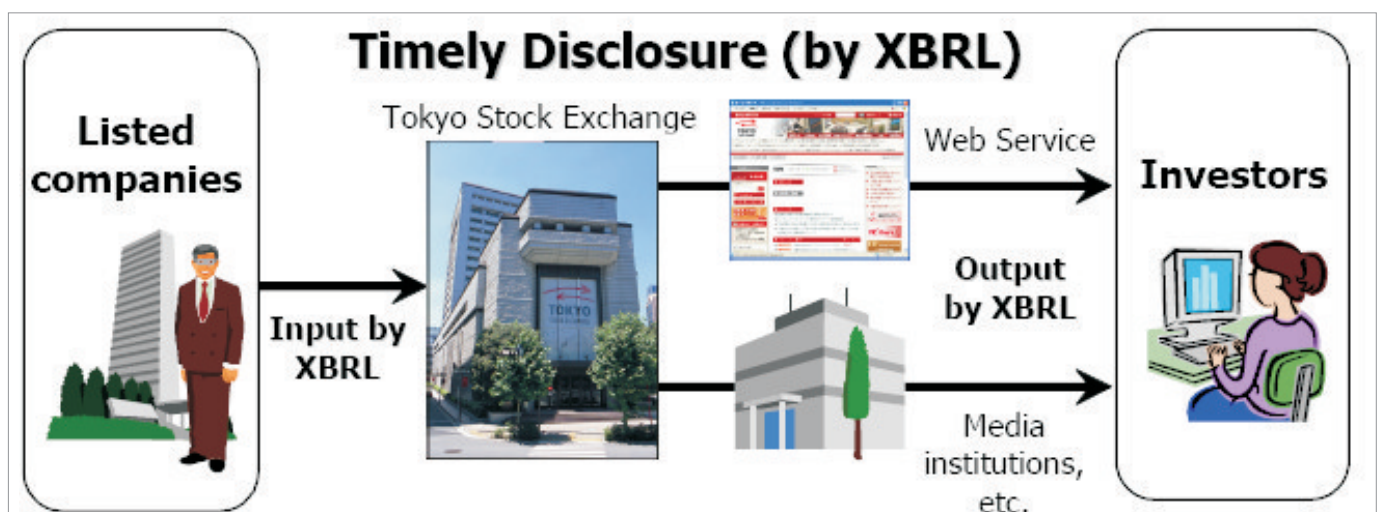 Timely Disclosure (by XBRL)
Listed
companies
Input by
XBRL
Tokyo Stock Exchange
TOKYO
Web Service
Output
by XBRL
Media
institutions,
etc.
Investors